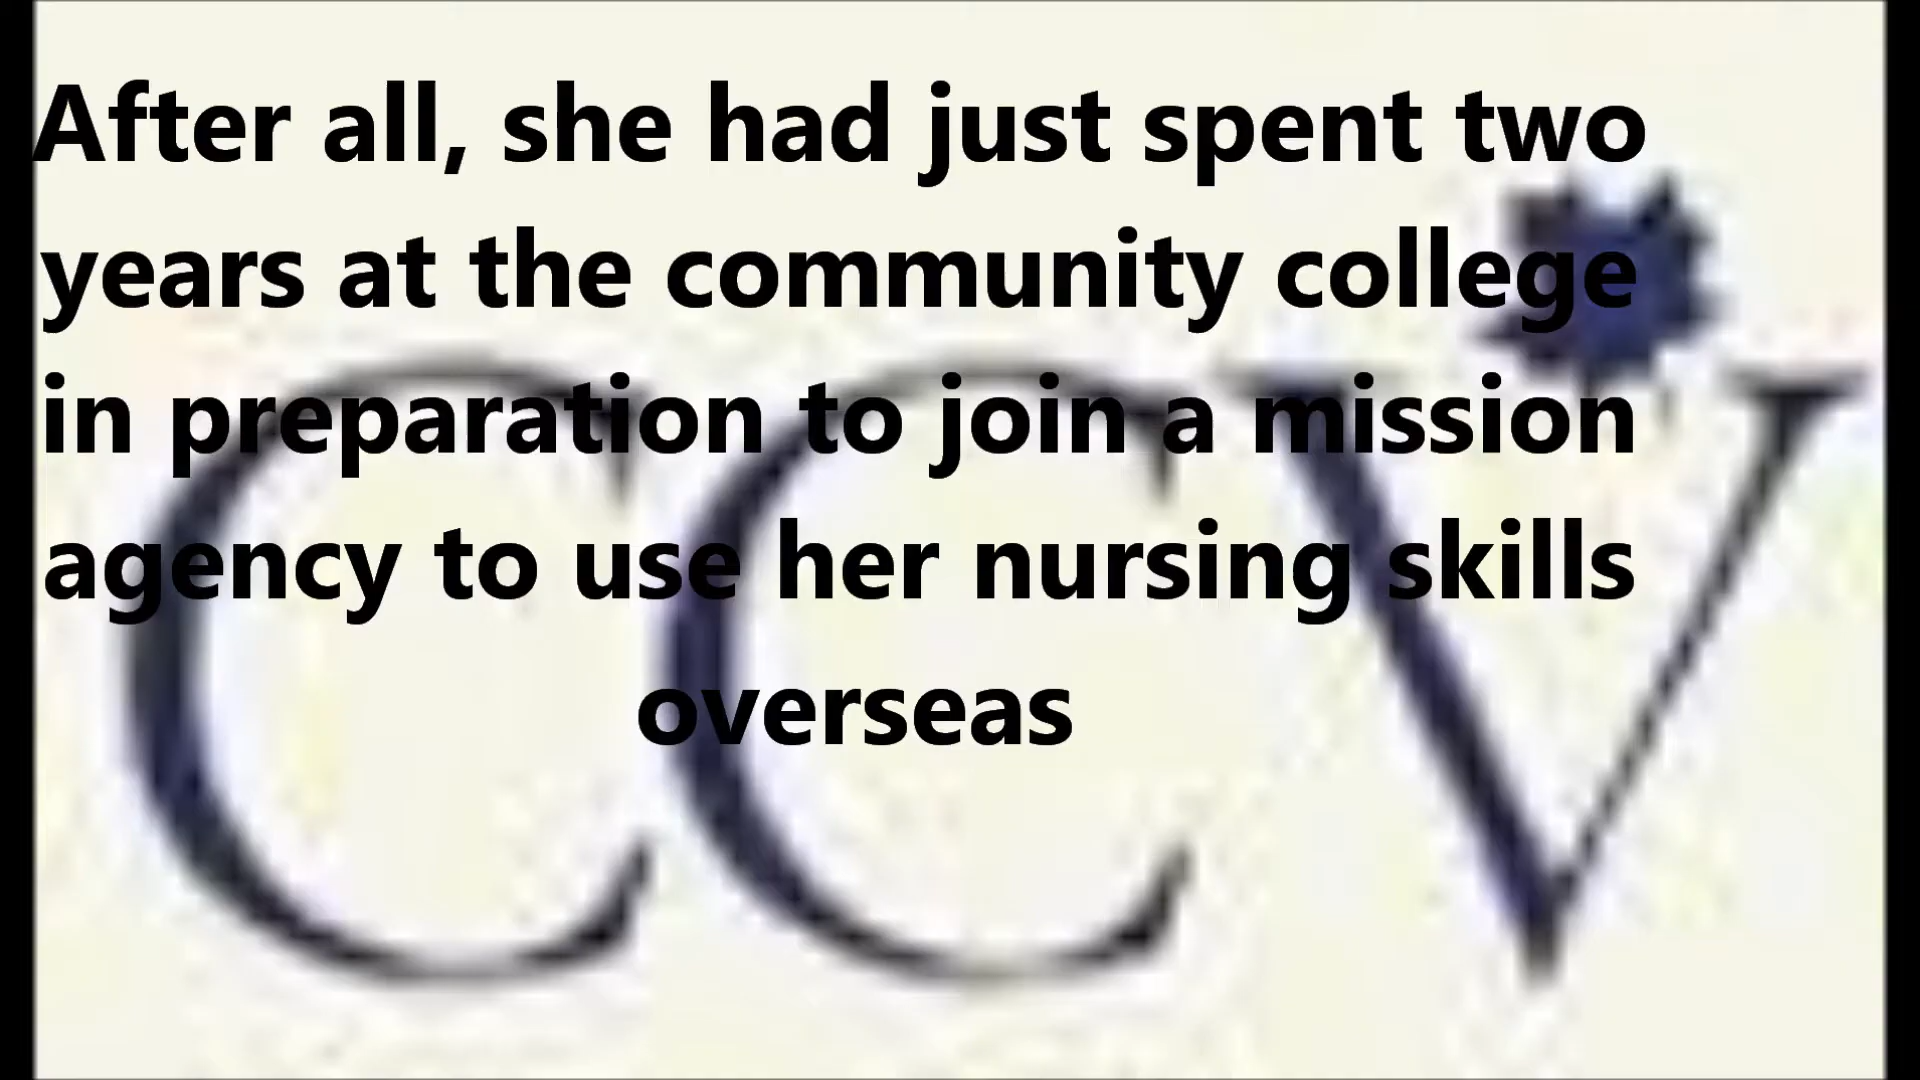 After all, she had just spent two
years at the community college
in preparation to join a mission
agency to use her nursing skills
overseas
CCV